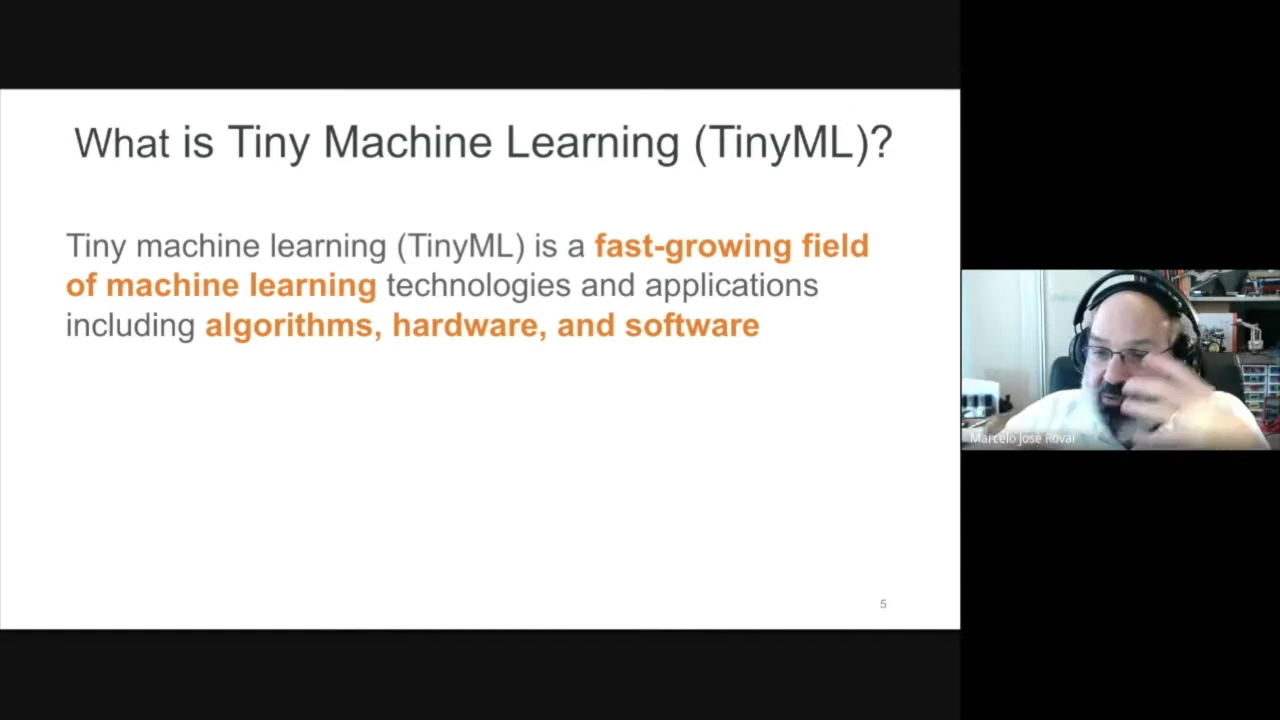 What is Tiny Machine Learning (TinyML)?
Tiny machine learning (TinyML) is a fast-growing field
of machine learning technologies and applications
including algorithms, hardware, and software
5
Marcelo José Rovai